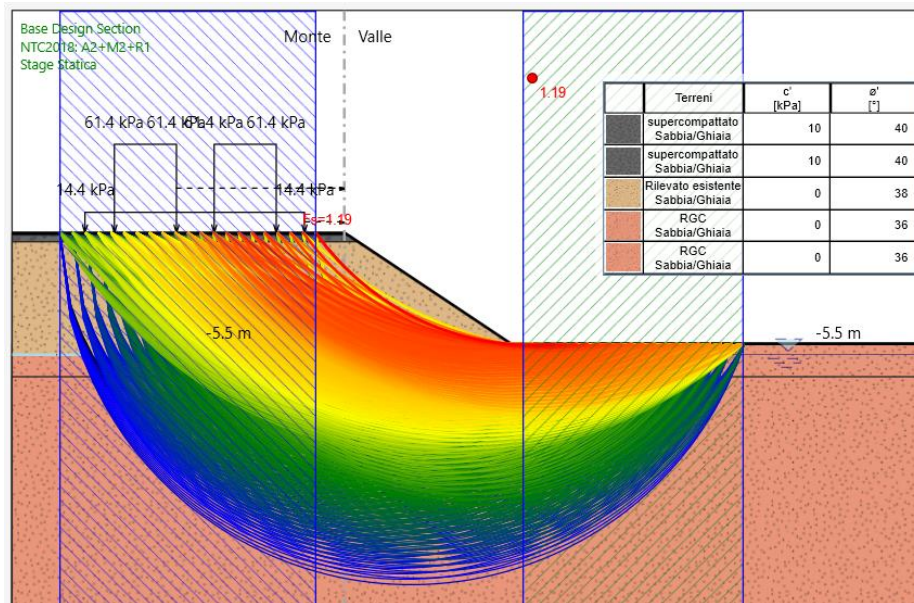 Base Design Section
NTC2018: A2+M2+R1
Stage Statica
Monte
Valle
1.19
61.4 kPa
61.4 kPa
61.4 kPa
61.4 kPa
14.4 kPa
14.4 kPa
Fs=1.19
-5.5 m
-5.5 m
Terreni c' [kPa] ø' [°]
supercompattato Sabbia/Ghiaia 10 40
supercompattato Sabbia/Ghiaia 10 40
Rilevato esistente Sabbia/Ghiaia 0 38
RGC Sabbia/Ghiaia 0 36
RGC Sabbia/Ghiaia 0 36